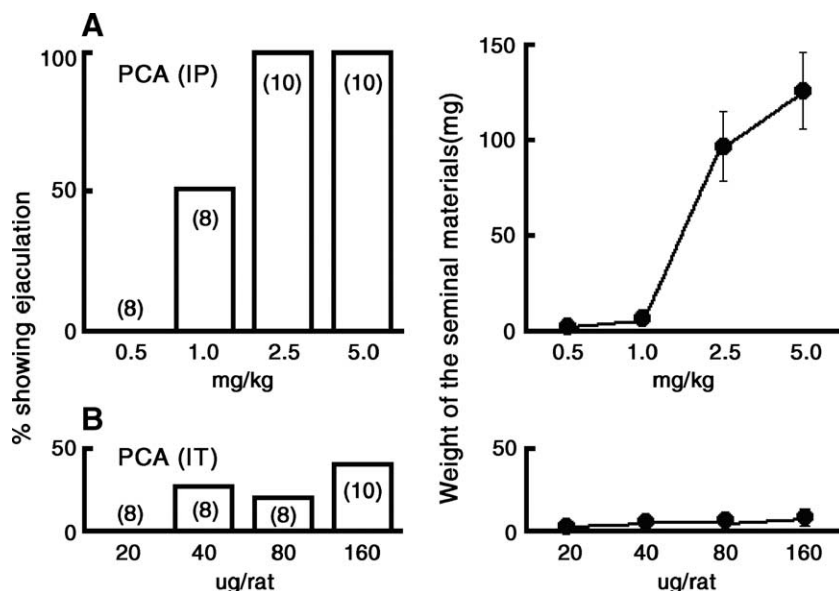 A
% showing ejaculation
100
50
0
PCA (IP)
(8)
(8)
(10)
(10)
0.5 1.0 2.5 5.0
mg/kg
Weight of the seminal materials(mg)
150
100
50
0
0.5 1.0 2.5 5.0
mg/kg
B
50
0
PCA (IT)
(8)
(8)
(8)
(10)
20 40 80 160
ug/rat
50
0
20 40 80 160
ug/rat